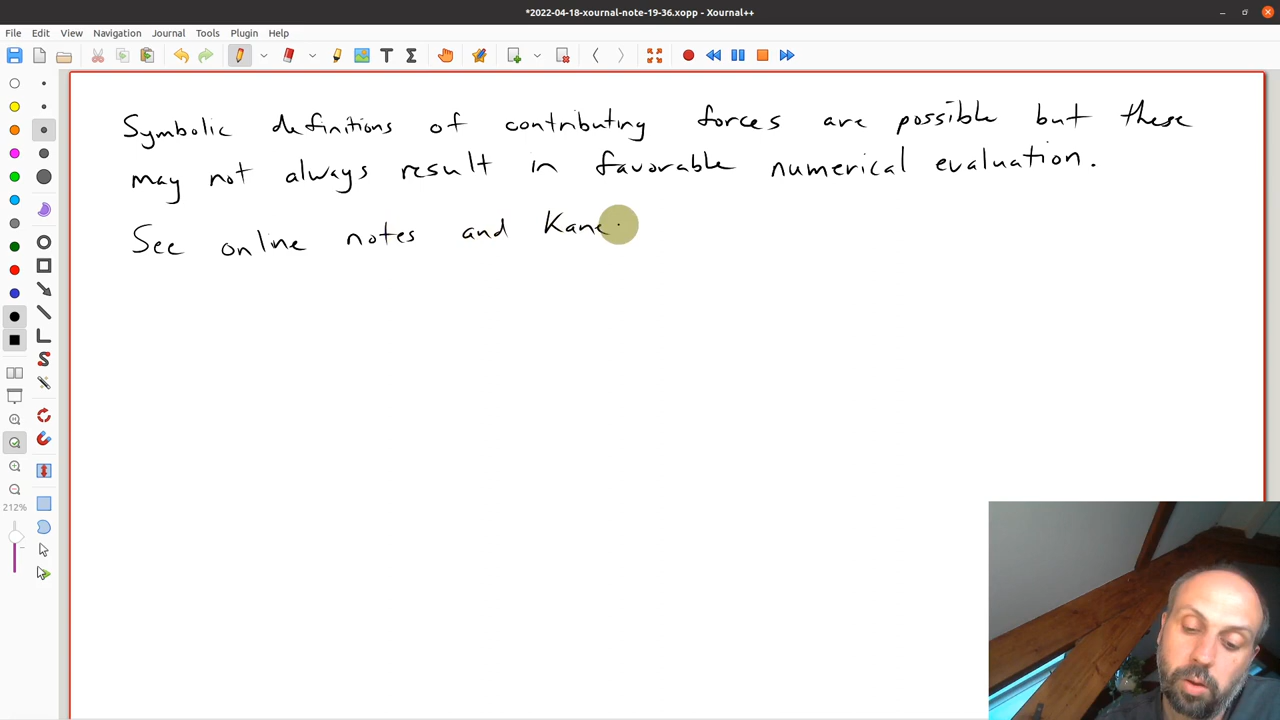 *2022-04-18-xournal-note-19-36.xopp - Xournal++
File Edit View Navigation Journal Tools Plugin Help
Symbolic definitions of contributing forces are possible but these
may not always result in favorable numerical evaluation.
See online notes and Kane
212%